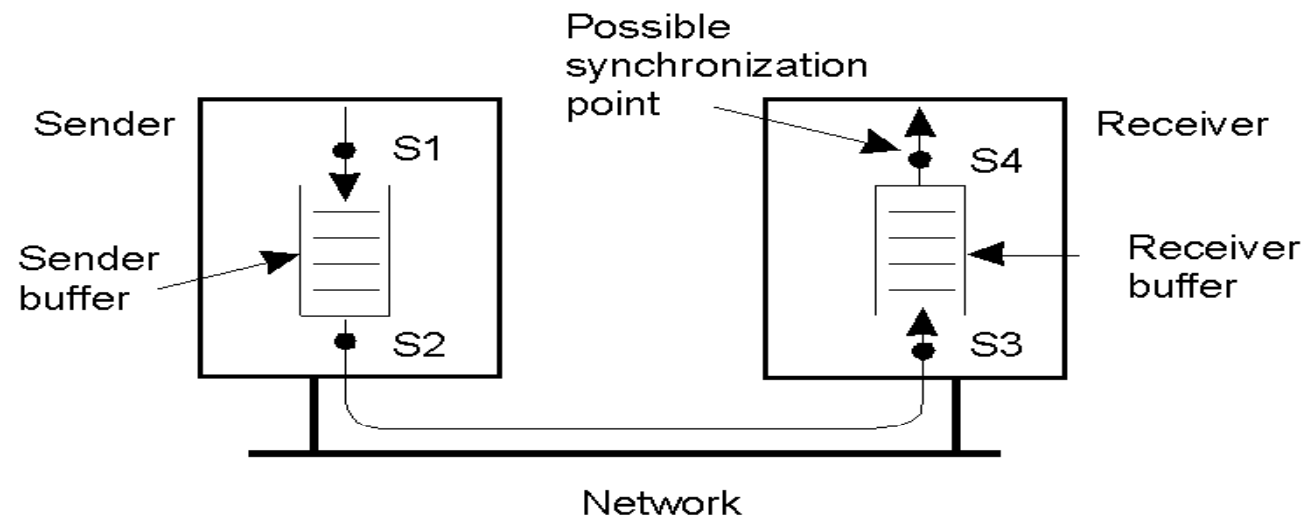 Possible
synchronization
point
Sender
Receiver
S1
S4
Sender
buffer
Receiver
buffer
S2
S3
Network